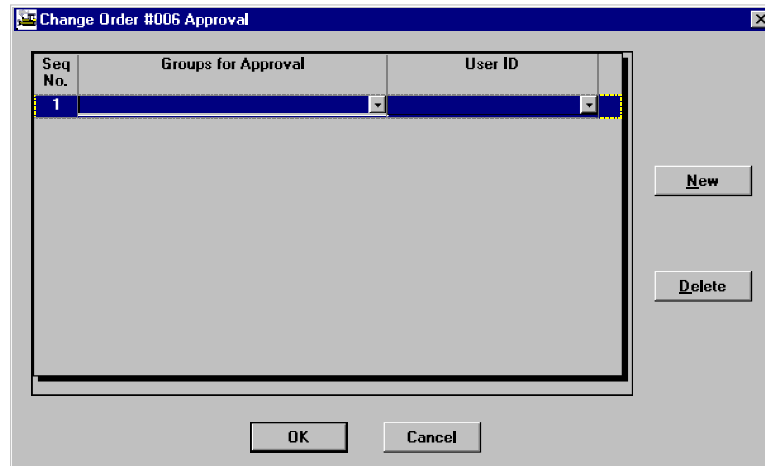 Change Order #006 Approval
Seq No.
Groups for Approval
User ID
1
New
Delete
OK
Cancel